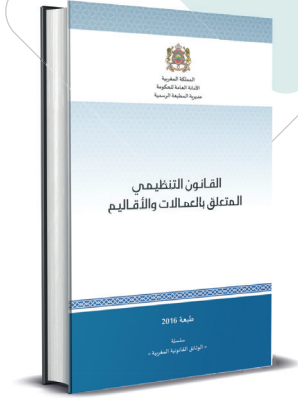 المملكة المغربية
الأمانة العامة للحكومة
مديرية المطبعة الرسمية
القانون التنظيمي
المتعلق بالعمالات والأقاليم
طبعة 2016
سلسلة
« الوثائق القانونية المغربية »